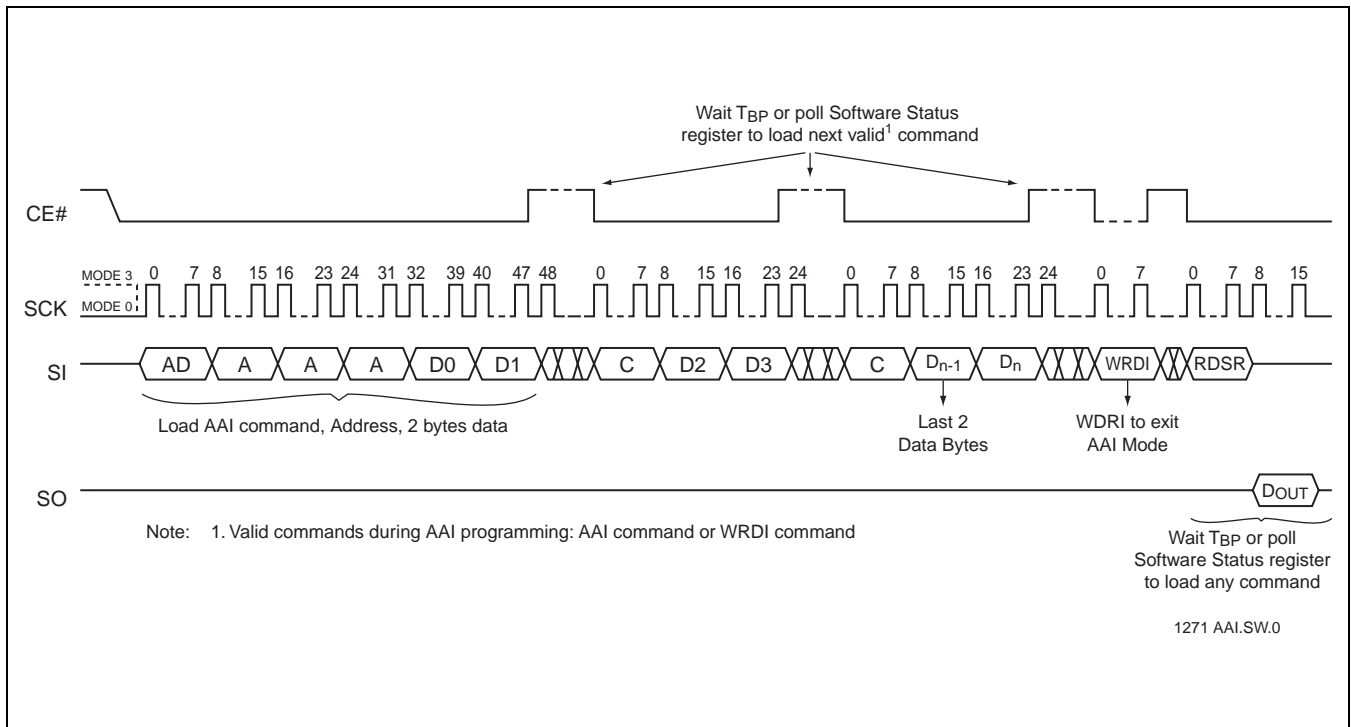 Wait TBP or poll Software Status
register to load next valid1 command
CE#
MODE 3 0 7 8 15 16 23 24 31 32 39 40 47 48 0 7 8 15 16 23 24 0 7 8 15 16 23 24 0 7 0 7 8 15
SCK MODE 0
SI AD A A A D0 D1 C D2 D3 C Dn-1 Dn WRDI RDSR
Load AAI command, Address, 2 bytes data
Last 2
Data Bytes
WDRI to exit
AAI Mode
SO DOUT
Note: 1. Valid commands during AAI programming: AAI command or WRDI command
Wait TBP or poll
Software Status register
to load any command
1271 AAI.SW.0